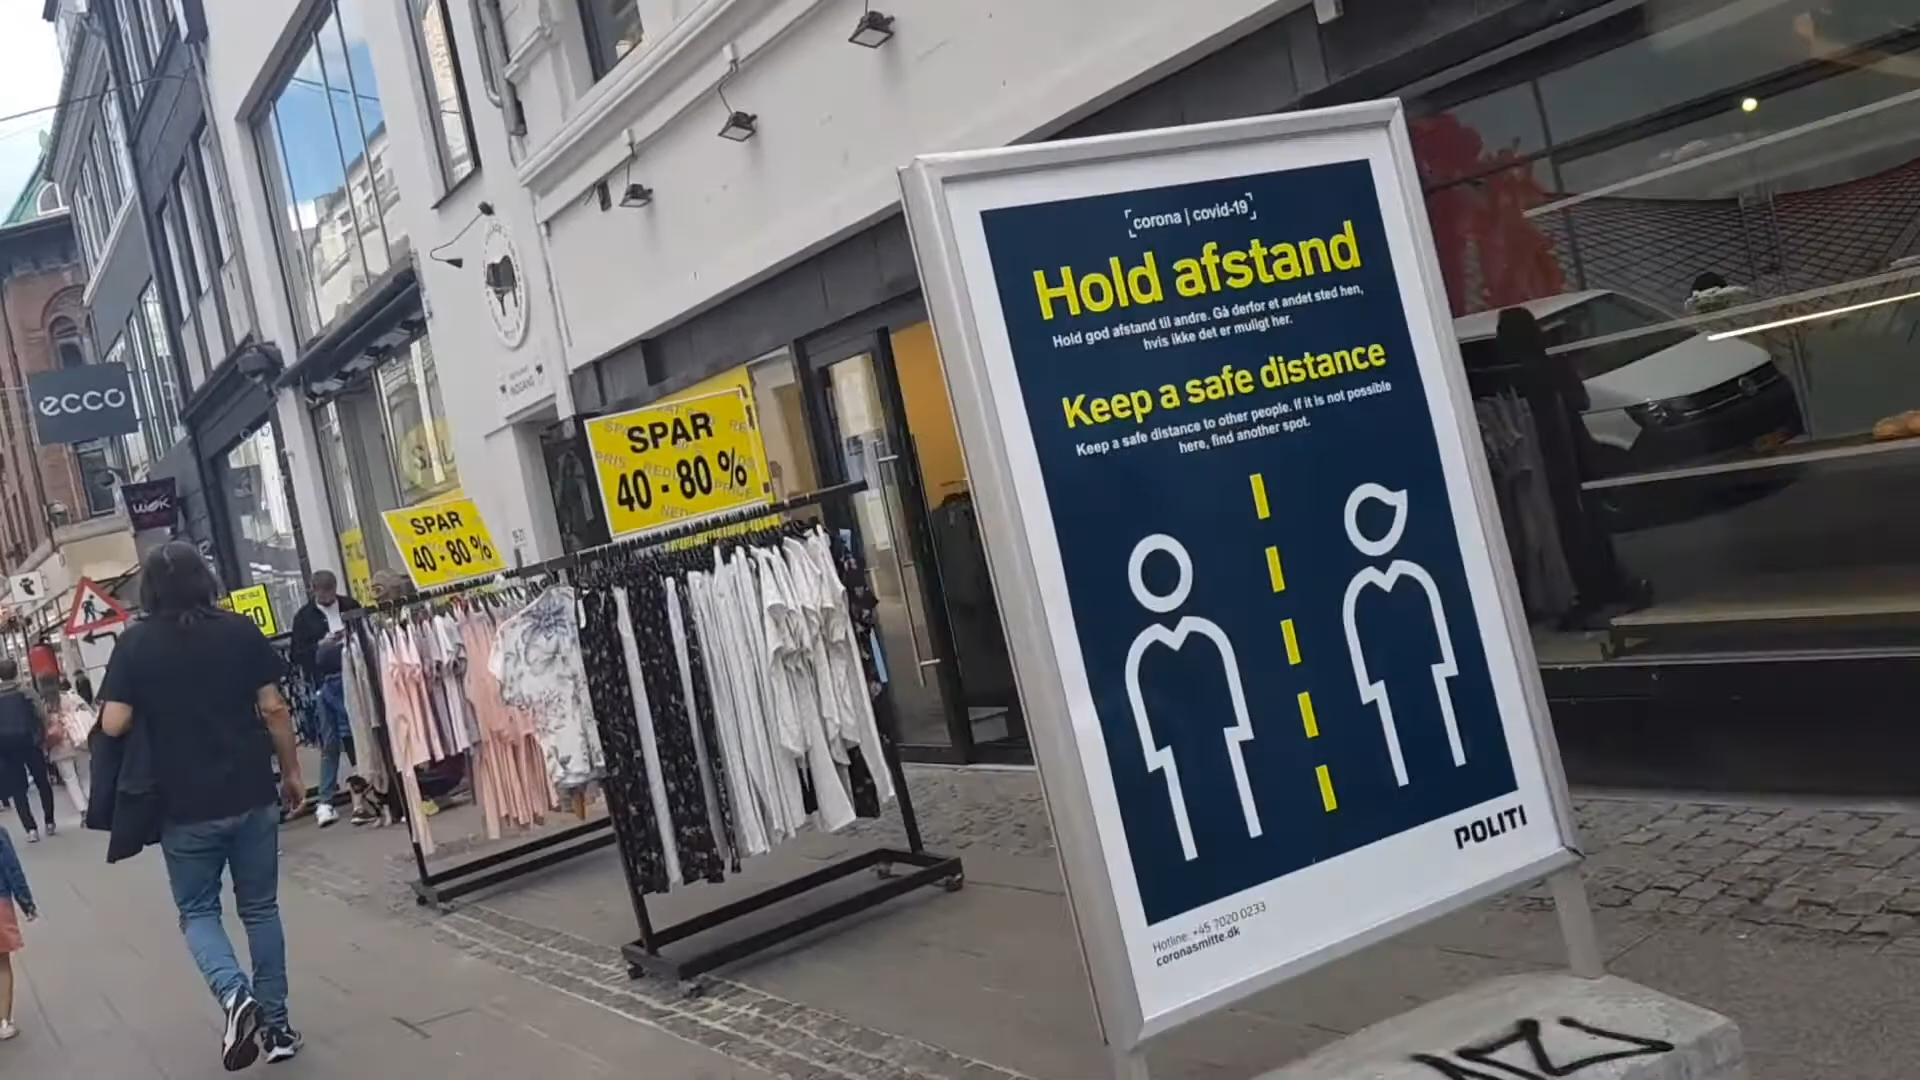 ecco
wok
SPAR
40 - 80 %
SPAR
40 - 80 %
50
INDGANG
corona | covid-19
Hold afstand
Hold god afstand til andre. Gå derfor et andet sted hen,
hvis ikke det er muligt her.
Keep a safe distance
Keep a safe distance to other people. If it is not possible
here, find another spot.
POLITI
Hotline: +45 7020 0233
coronasmitte.dk